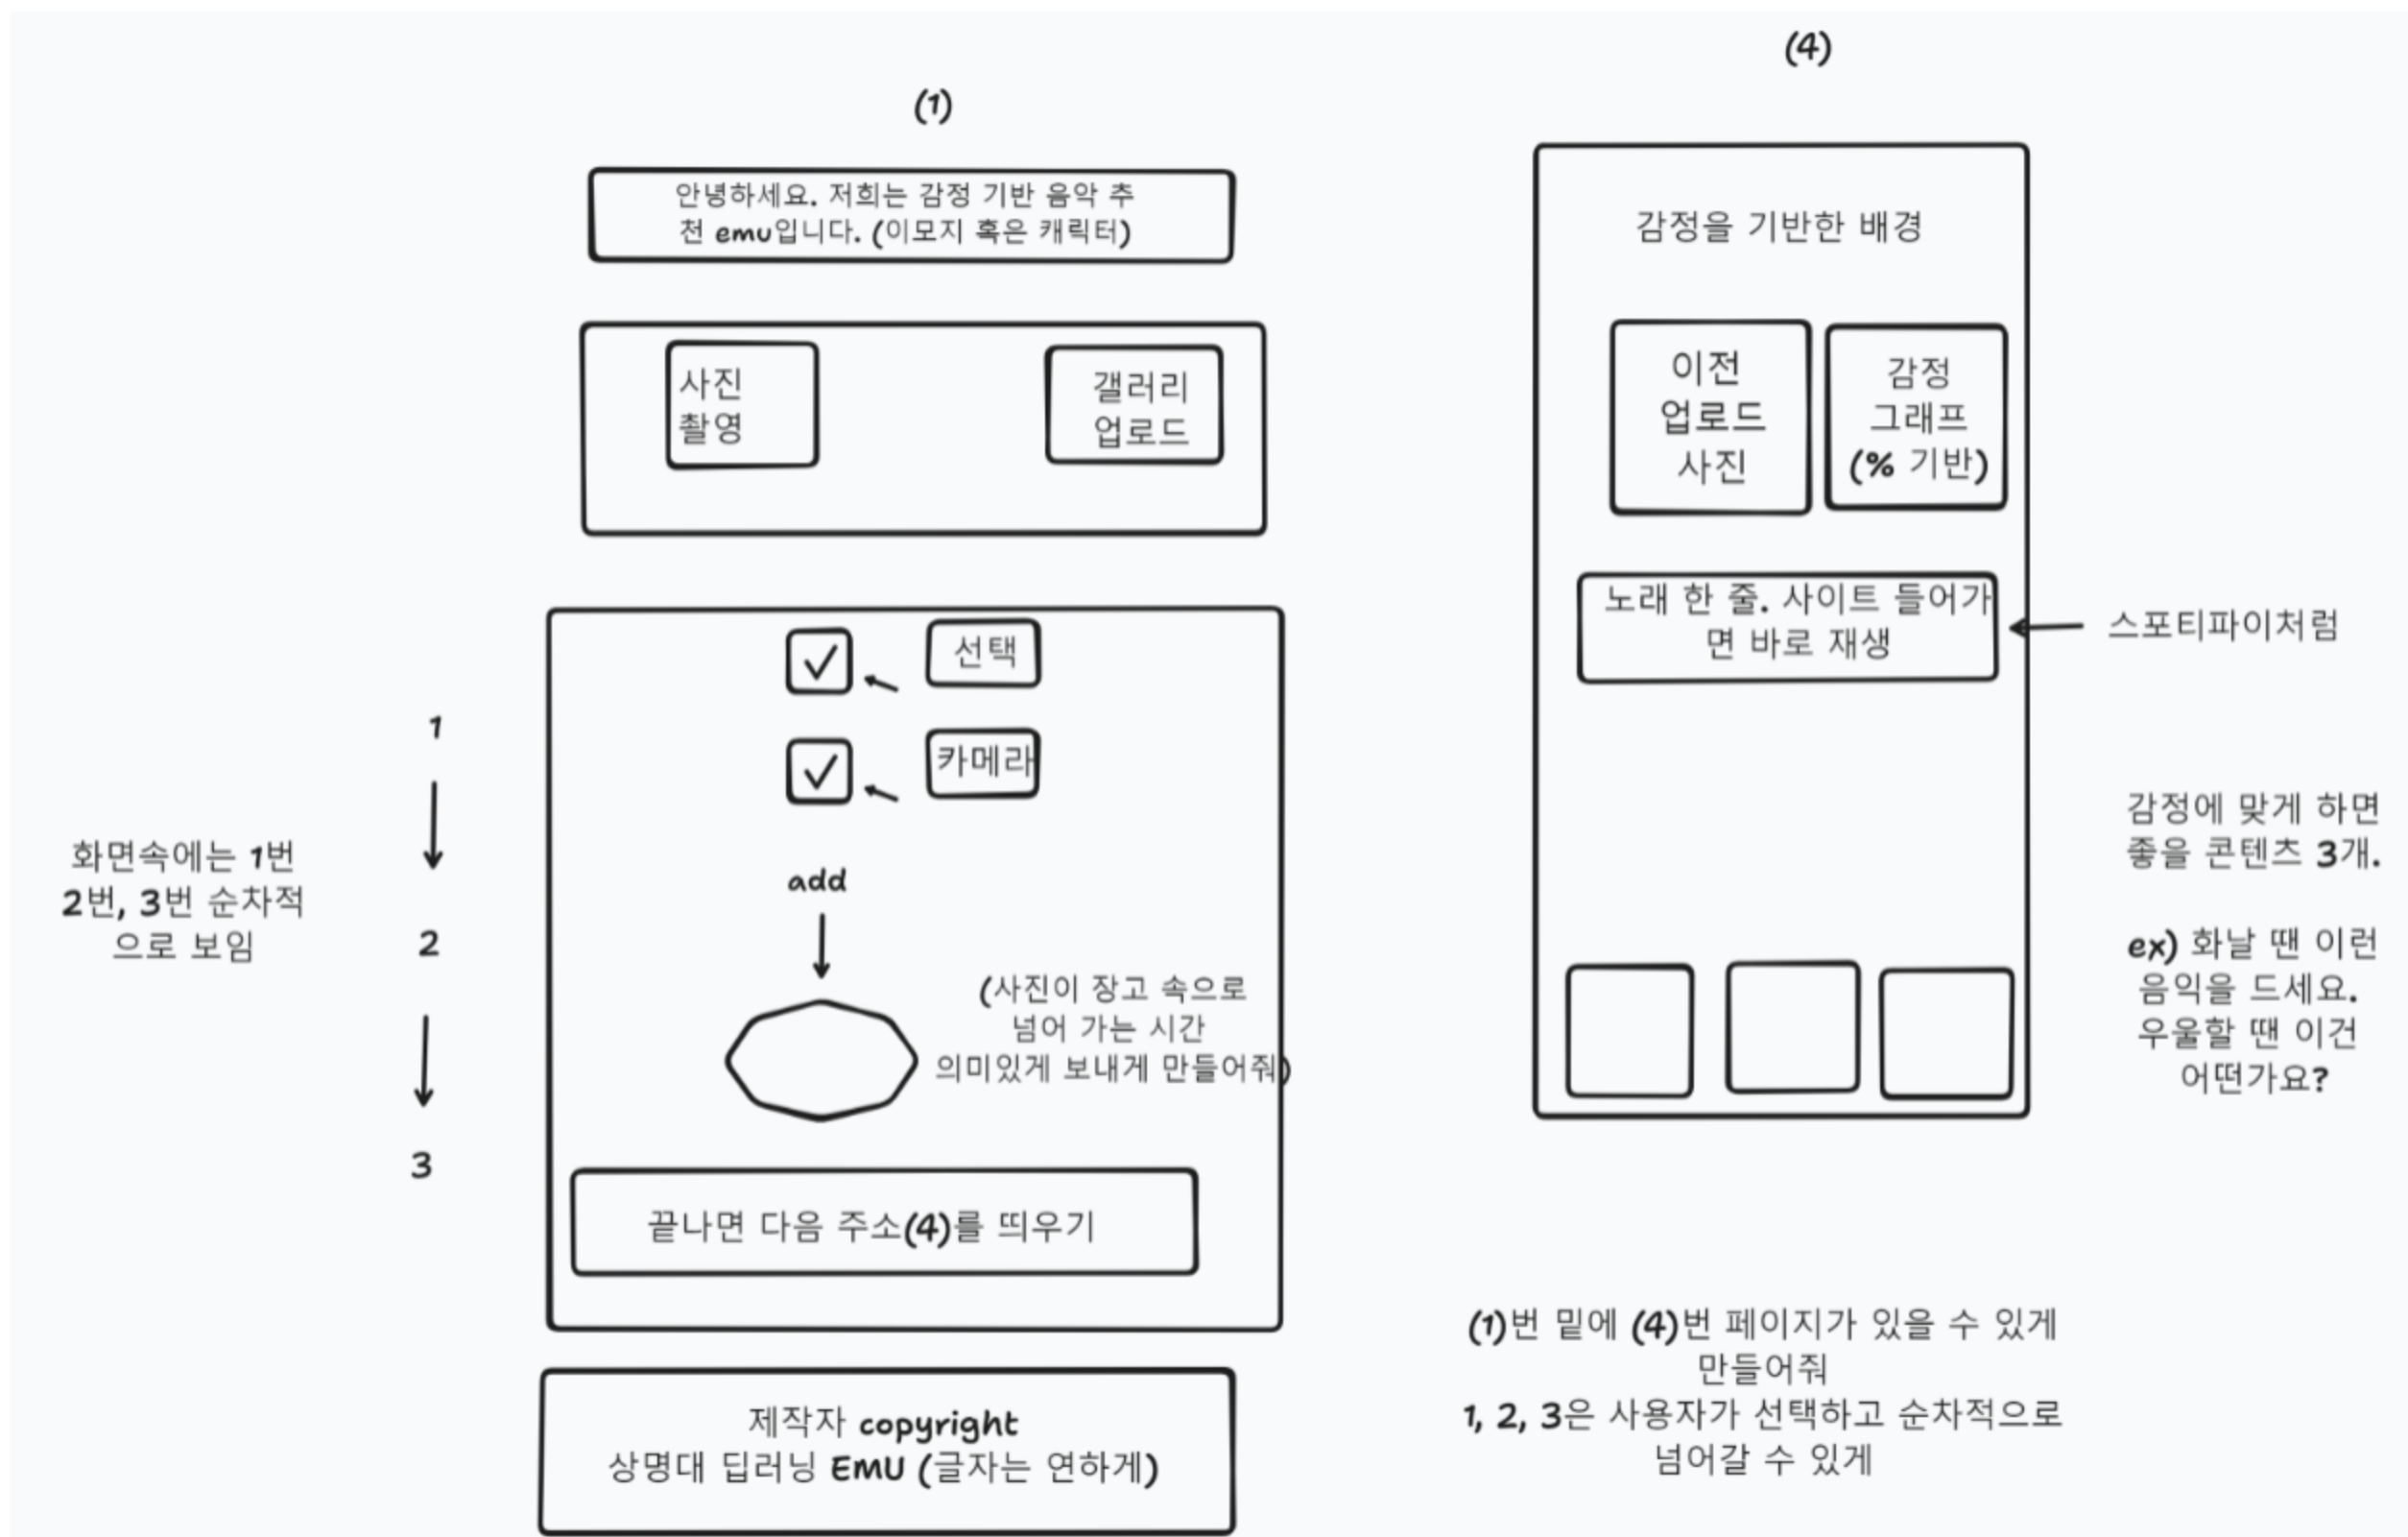 (1)
안녕하세요. 저희는 감정 기반 음악 추
천 emu입니다. (이모지 혹은 캐릭터)
사진
촬영
갤러리
업로드
선택
카메라
add
(사진이 장고 속으로
넘어 가는 시간
의미있게 보내게 만들어줘)
끝나면 다음 주소(4)를 띄우기
제작자 copyright
상명대 딥러닝 EMU (글자는 연하게)
화면속에는 1번
2번, 3번 순차적
으로 보임
1
2
3
(4)
감정을 기반한 배경
이전
업로드
사진
감정
그래프
(% 기반)
노래 한 줄. 사이트 들어가
면 바로 재생
스포티파이처럼
감정에 맞게 하면
좋을 콘텐츠 3개.
ex) 화날 땐 이런
음익을 드세요.
우울할 땐 이건
어떤가요?
(1)번 밑에 (4)번 페이지가 있을 수 있게
만들어줘
1, 2, 3은 사용자가 선택하고 순차적으로
넘어갈 수 있게